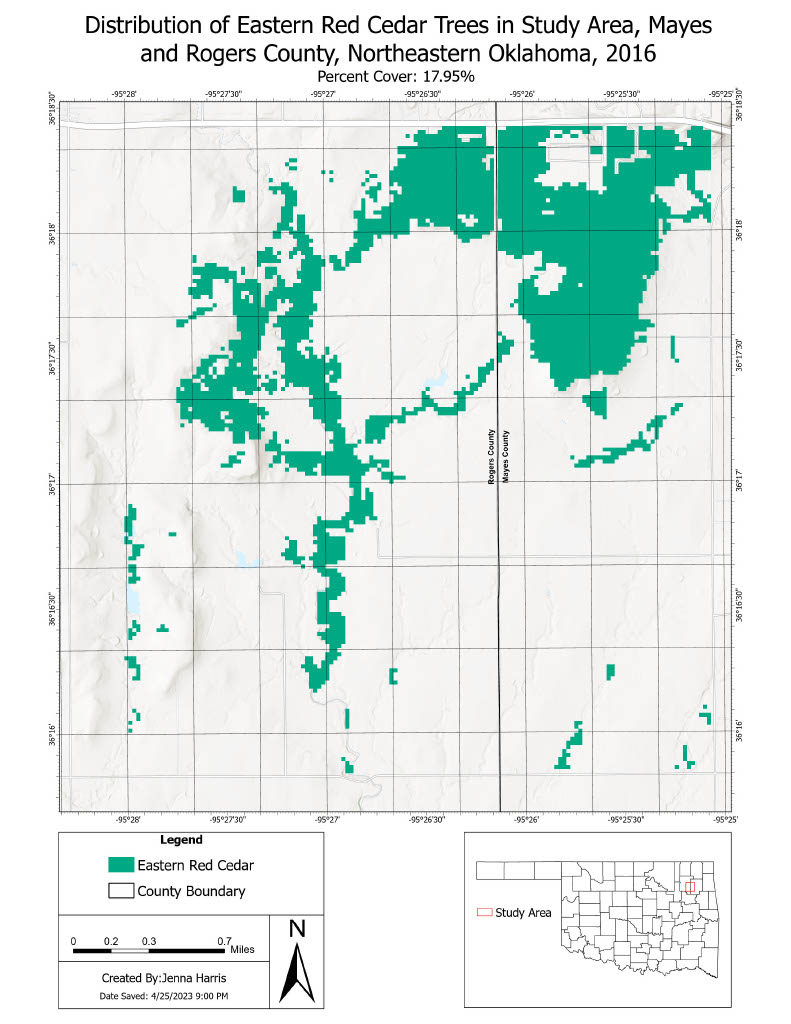 Distribution of Eastern Red Cedar Trees in Study Area, Mayes
and Rogers County, Northeastern Oklahoma, 2016
Percent Cover: 17.95%
-95°28' -95°27'30" -95°27' -95°26'30" -95°26' -95°25'30" -95°25'
36°18'30" 36°18'30"
36°18' 36°18'
36°17'30" 36°17'30"
Rogers County
Mayes County
36°17' 36°17'
36°16'30" 36°16'30"
36°16' 36°16'
-95°28' -95°27'30" -95°27' -95°26'30" -95°26' -95°25'30" -95°25'
Legend
Eastern Red Cedar
County Boundary
0 0.2 0.3 0.7 Miles
N
Created By:Jenna Harris
Date Saved: 4/25/2023 9:00 PM
Study Area